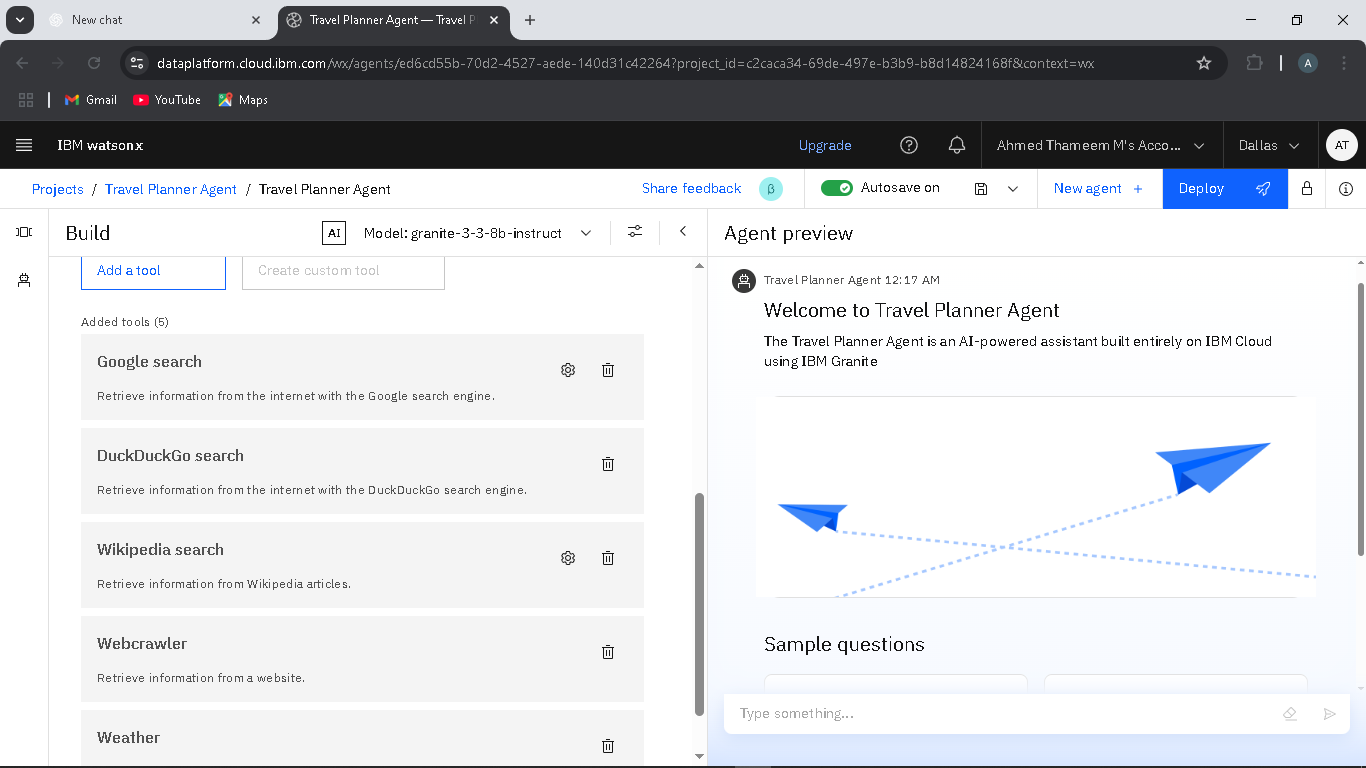 New chat
Travel Planner Agent — Travel P
dataplatform.cloud.ibm.com/wx/agents/ed6cd55b-70d2-4527-aede-140d31c42264?project_id=c2caca34-69de-497e-b3b9-b8d14824168f&context=wx
A
Gmail
YouTube
Maps
IBM watsonx
Upgrade
Ahmed Thameem M's Acco...
Dallas
AT
Projects / Travel Planner Agent / Travel Planner Agent
Share feedback
β
Autosave on
New agent +
Deploy
Build
AI
Model: granite-3-3-8b-instruct
Agent preview
Add a tool
Create custom tool
Added tools (5)
Google search
Retrieve information from the internet with the Google search engine.
DuckDuckGo search
Retrieve information from the internet with the DuckDuckGo search engine.
Wikipedia search
Retrieve information from Wikipedia articles.
Webcrawler
Retrieve information from a website.
Weather
Travel Planner Agent 12:17 AM
Welcome to Travel Planner Agent
The Travel Planner Agent is an AI-powered assistant built entirely on IBM Cloud
using IBM Granite
Sample questions
Type something...